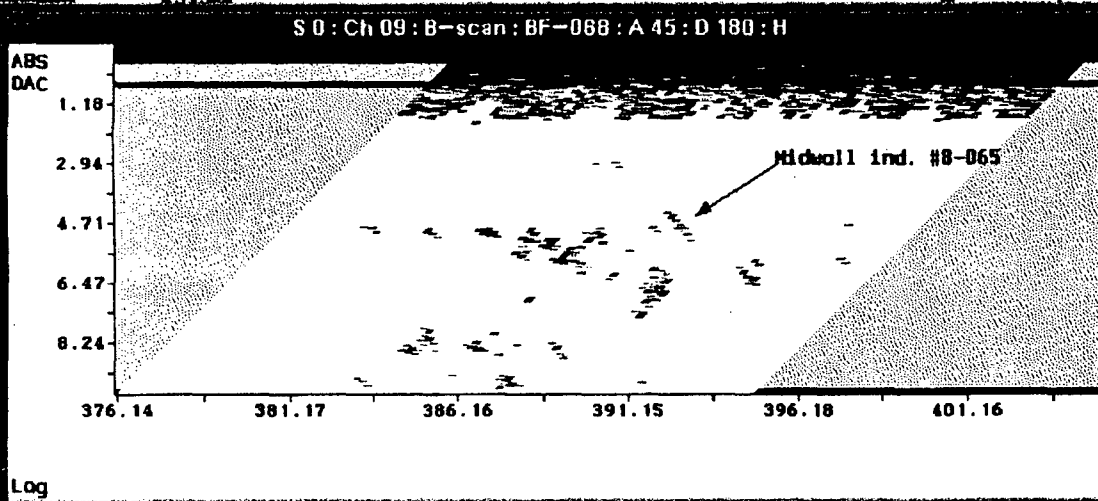 S 0 : Ch 09 : B-scan : BF-068 : A 45 : D 180 : H
ABS
DAC
1.18
2.94
Midwall ind. #8-065
4.71
6.47
8.24
376.14 381.17 386.16 391.15 396.18 401.16
Log